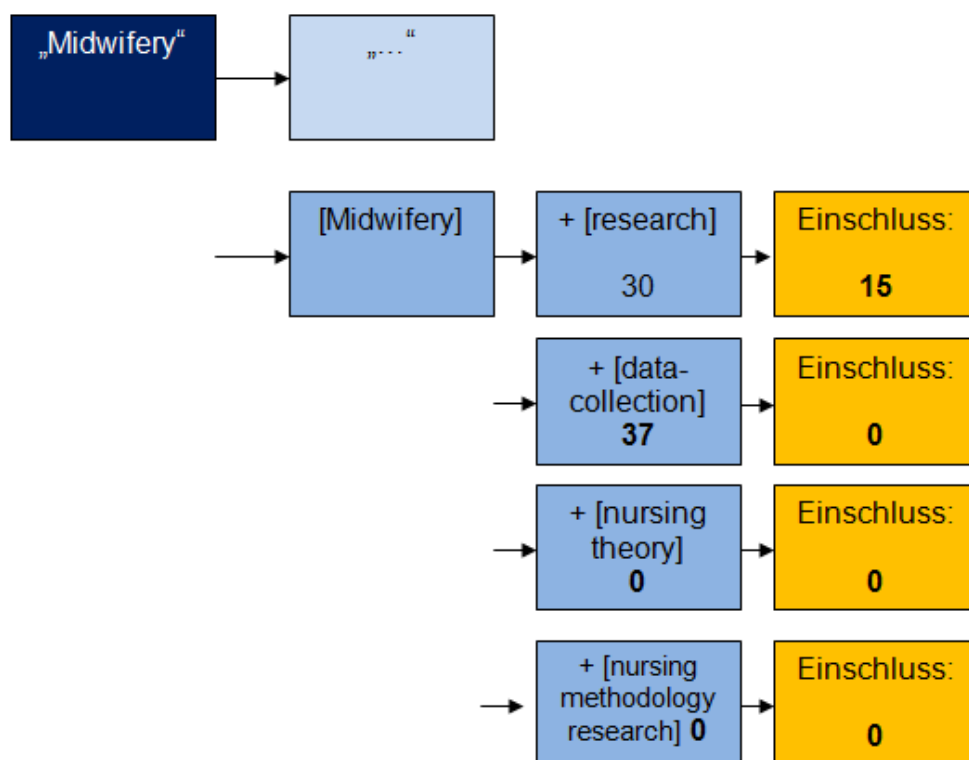 „Midwifery“
„...“
[Midwifery]
+ [research]
30
Einschluss:
15
+ [data-
collection]
37
Einschluss:
0
+ [nursing
theory]
0
Einschluss:
0
+ [nursing
methodology
research] 0
Einschluss:
0